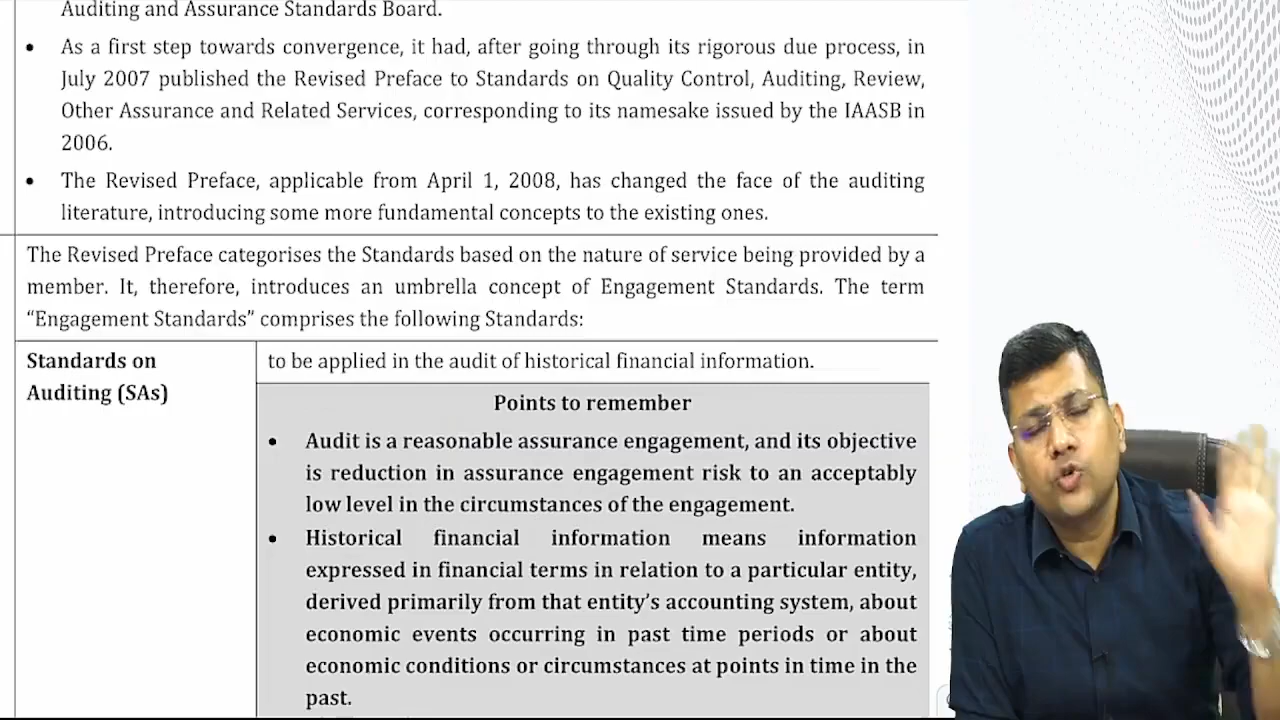 Auditing and Assurance Standards Board.
• As a first step towards convergence, it had, after going through its rigorous due process, in
July 2007 published the Revised Preface to Standards on Quality Control, Auditing, Review,
Other Assurance and Related Services, corresponding to its namesake issued by the IAASB in
2006.
• The Revised Preface, applicable from April 1, 2008, has changed the face of the auditing
literature, introducing some more fundamental concepts to the existing ones.
The Revised Preface categorises the Standards based on the nature of service being provided by a
member. It, therefore, introduces an umbrella concept of Engagement Standards. The term
“Engagement Standards” comprises the following Standards:
Standards on
Auditing (SAs)
to be applied in the audit of historical financial information.
Points to remember
• Audit is a reasonable assurance engagement, and its objective
is reduction in assurance engagement risk to an acceptably
low level in the circumstances of the engagement.
• Historical financial information means information
expressed in financial terms in relation to a particular entity,
derived primarily from that entity’s accounting system, about
economic events occurring in past time periods or about
economic conditions or circumstances at points in time in the
past.